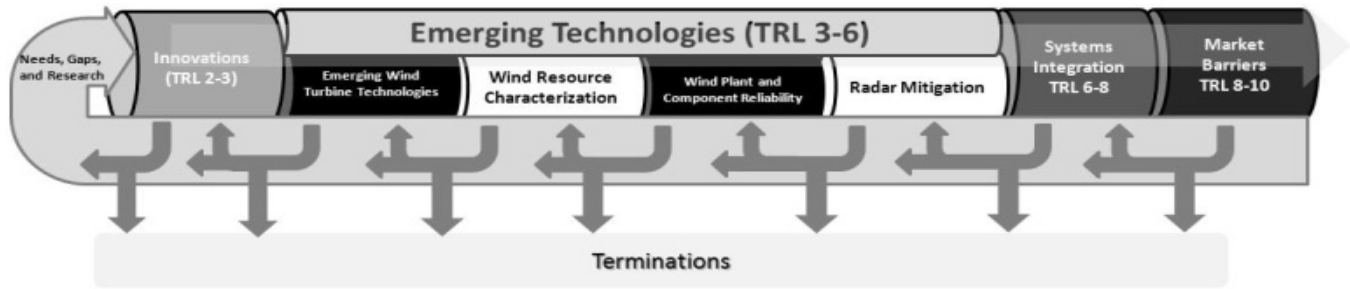 Needs, Gaps,
and Research
Innovations
(TRL 2-3)
Emerging Technologies (TRL 3-6)
Emerging Wind
Turbine Technologies
Wind Resource
Characterization
Wind Plant and
Component Reliability
Radar Mitigation
Systems
Integration
TRL 6-8
Market
Barriers
TRL 8-10
Terminations